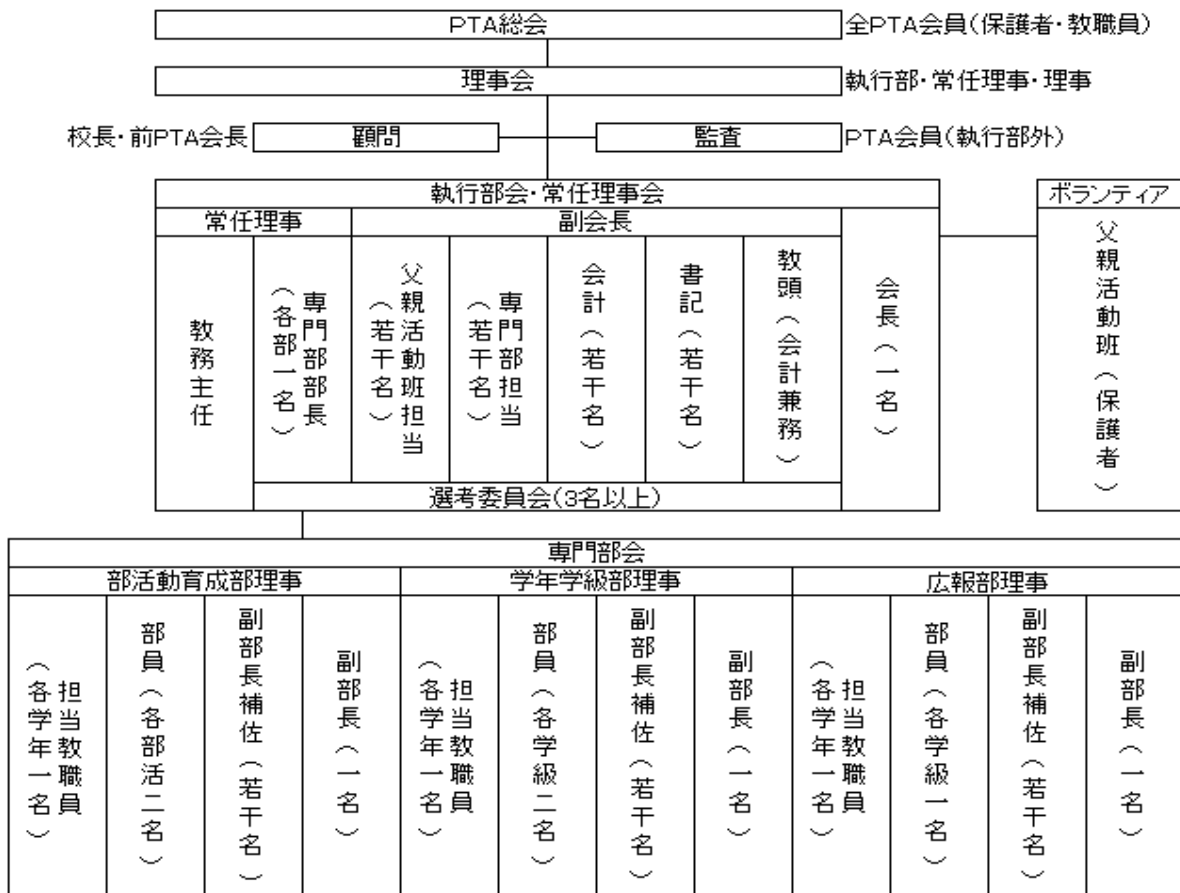 PTA総会
全PTA会員(保護者・教職員)
理事会
執行部・常任理事・理事
校長・前PTA会長
顧問
監査
PTA会員(執行部外)
執行部会・常任理事会
ボランティア
常任理事
副会長
教務主任
専門部部長
(各部一名)
父親活動班担当
(若干名)
専門部担当
(若干名)
会計(若干名)
書記(若干名)
教頭(会計兼務)
会長(一名)
父親活動班(保護者)
選考委員会(3名以上)
専門部会
部活動育成部理事
学年学級部理事
広報部理事
担当教職員
(各学年一名)
部員(各部活二名)
副部長補佐(若干名)
副部長(一名)
担当教職員
(各学年一名)
部員(各学級二名)
副部長補佐(若干名)
副部長(一名)
担当教職員
(各学年一名)
部員(各学級一名)
副部長補佐(若干名)
副部長(一名)